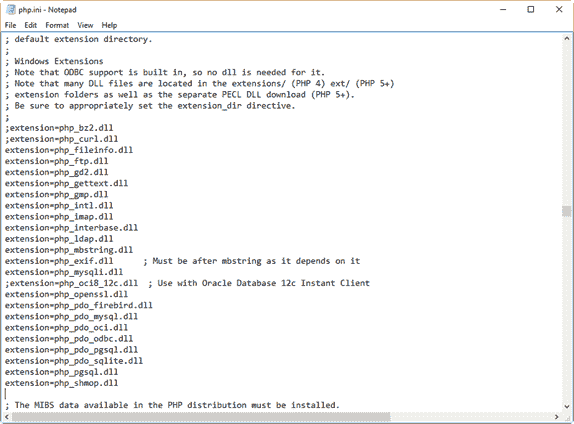 php.ini - Notepad
File Edit Format View Help
; default extension directory.
;
; Windows Extensions
; Note that ODBC support is built in, so no dll is needed for it.
; Note that many DLL files are located in the extensions/ (PHP 4) ext/ (PHP 5+)
; extension folders as well as the separate PECL DLL download (PHP 5+).
; Be sure to appropriately set the extension_dir directive.
;
;extension=php_bz2.dll
;extension=php_curl.dll
extension=php_fileinfo.dll
extension=php_ftp.dll
extension=php_gd2.dll
extension=php_gettext.dll
extension=php_gmp.dll
extension=php_intl.dll
extension=php_imap.dll
extension=php_interbase.dll
extension=php_ldap.dll
extension=php_mbstring.dll
extension=php_exif.dll      ; Must be after mbstring as it depends on it
extension=php_mysqli.dll
;extension=php_oci8_12c.dll  ; Use with Oracle Database 12c Instant Client
extension=php_openssl.dll
extension=php_pdo_firebird.dll
extension=php_pdo_mysql.dll
extension=php_pdo_oci.dll
extension=php_pdo_odbc.dll
extension=php_pdo_pgsql.dll
extension=php_pdo_sqlite.dll
extension=php_pgsql.dll
extension=php_shmop.dll
; The MIBS data available in the PHP distribution must be installed.